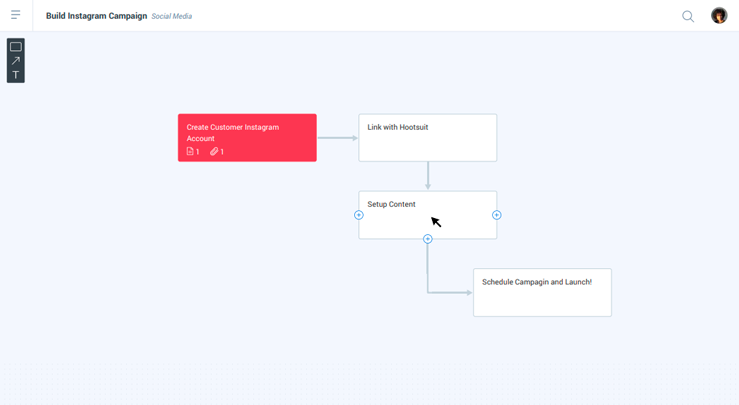 Build Instagram Campaign Social Media
T
Create Customer Instagram
Account
1 1
Link with Hootsuit
Setup Content
Schedule Campagin and Launch!